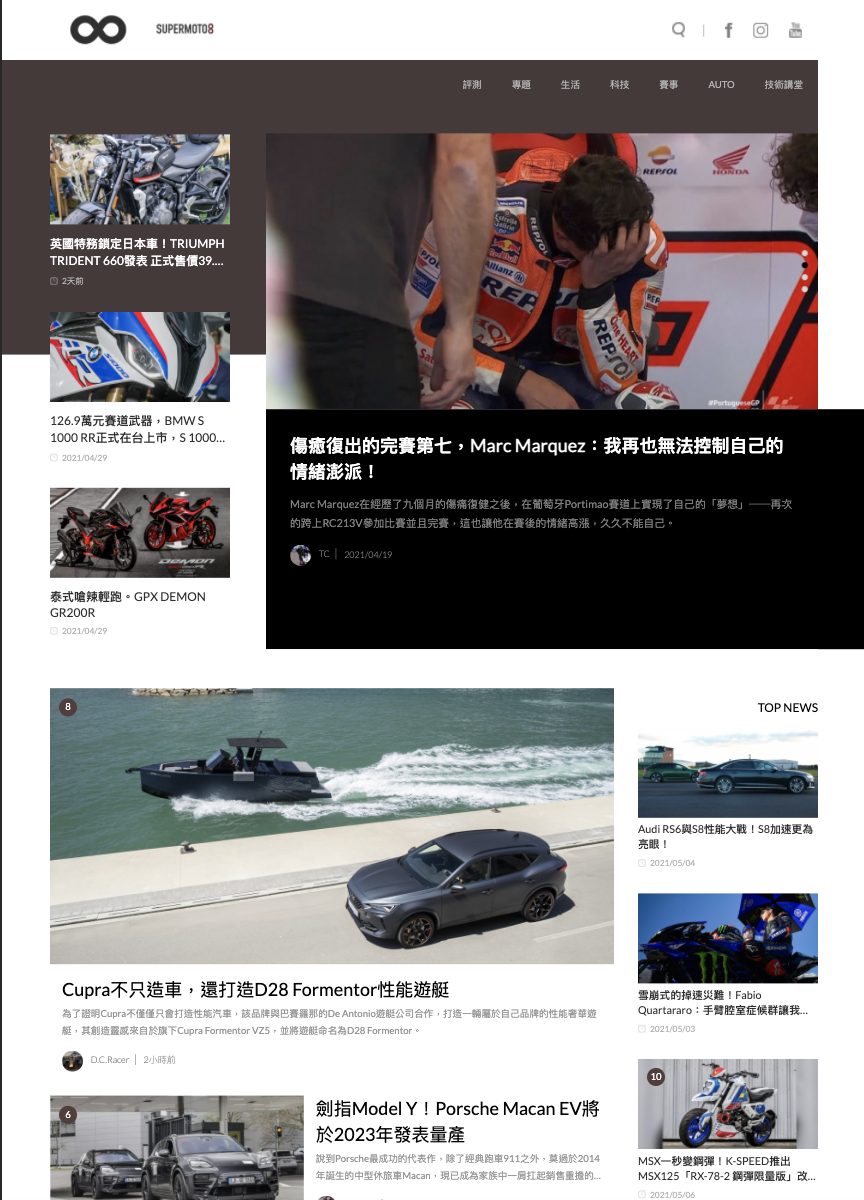 SUPERMOTO8
評測
專題
生活
科技
賽事
AUTO
技術講堂
英國特務鎖定日本車！TRIUMPH
TRIDENT 660發表 正式售價39....
2天前
126.9萬元賽道武器，BMW S
1000 RR正式在台上市，S 1000...
2021/04/29
DEMON
泰式嗆辣輕跑。GPX DEMON
GR200R
2021/04/29
REPSOL
HONDA
REPSOL
Estrella
Galicia
Red Bull
Allianz
REPSOL
One HEART
#PortugueseGP
傷癒復出的完賽第七，Marc Marquez：我再也無法控制自己的
情緒澎派！
Marc Marquez在經歷了九個月的傷痛復健之後，在葡萄牙Portimao賽道上實現了自己的「夢想」——再次
的跨上RC213V參加比賽並且完賽，這也讓他在賽後的情緒高漲，久久不能自己。
TC
2021/04/19
8
Cupra不只造車，還打造D28 Formentor性能遊艇
為了證明Cupra不僅僅只會打造性能汽車，該品牌與巴賽羅那的De Antonio遊艇公司合作，打造一輛屬於自己品牌的性能奢華遊
艇，其創造靈感來自於旗下Cupra Formentor VZ5，並將遊艇命名為D28 Formentor。
D.C.Racer
2小時前
6
劍指Model Y！Porsche Macan EV將
於2023年發表量產
說到Porsche最成功的代表作，除了經典跑車911之外，莫過於2014
年誕生的中型休旅車Macan，現已成為家族中一房扛起銷售重擔的...
TOP NEWS
Audi RS6與S8性能大戰！S8加速更為
亮眼！
2021/05/04
雪崩式的掉速災難！Fabio
Quartararo：手臂腔室症候群讓我...
2021/05/03
10
MSX一秒變鋼彈！K-SPEED推出
MSX125「RX-78-2 鋼彈限量版」改...
2021/05/06